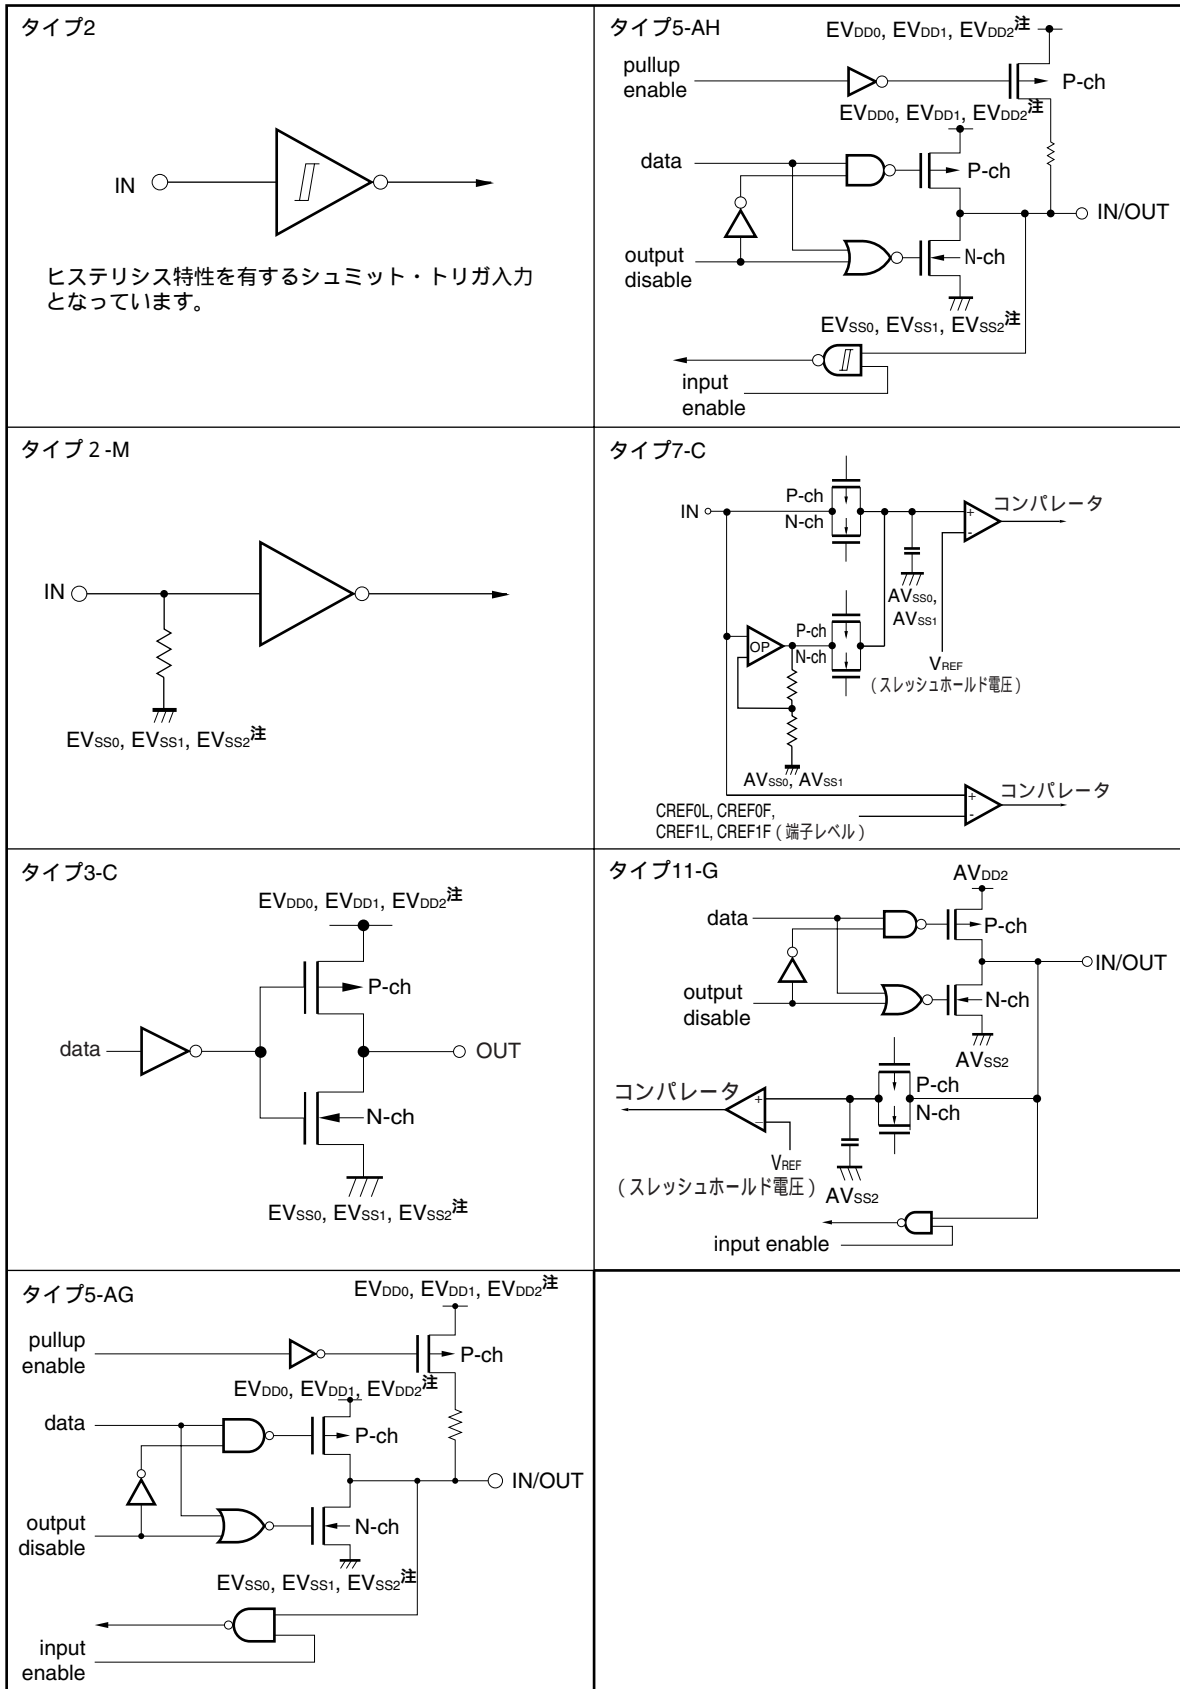 タイプ2
IN
ヒステリシス特性を有するシュミット・トリガ入力
となっています。
タイプ5-AH
EVDD0, EVDD1, EVDD2注
pullup
enable
P-ch
EVDD0, EVDD1, EVDD2注
data
P-ch
IN/OUT
output
disable
N-ch
EVSS0, EVSS1, EVSS2注
input
enable
タイプ2-M
IN
EVSS0, EVSS1, EVSS2注
タイプ7-C
P-ch
IN
N-ch
コンパレータ
+
-
AVSS0,
AVSS1
P-ch
OP
N-ch
VREF
(スレッシュホールド電圧)
AVSS0, AVSS1
コンパレータ
+
-
CREF0L, CREF0F,
CREF1L, CREF1F(端子レベル)
タイプ3-C
EVDD0, EVDD1, EVDD2注
P-ch
data
OUT
N-ch
EVSS0, EVSS1, EVSS2注
タイプ11-G
AVDD2
data
P-ch
IN/OUT
output
disable
N-ch
AVSS2
コンパレータ
P-ch
+
N-ch
-
VREF
(スレッシュホールド電圧)
AVSS2
input enable
タイプ5-AG
EVDD0, EVDD1, EVDD2注
pullup
enable
P-ch
EVDD0, EVDD1, EVDD2注
data
P-ch
IN/OUT
output
disable
N-ch
EVSS0, EVSS1, EVSS2注
input
enable